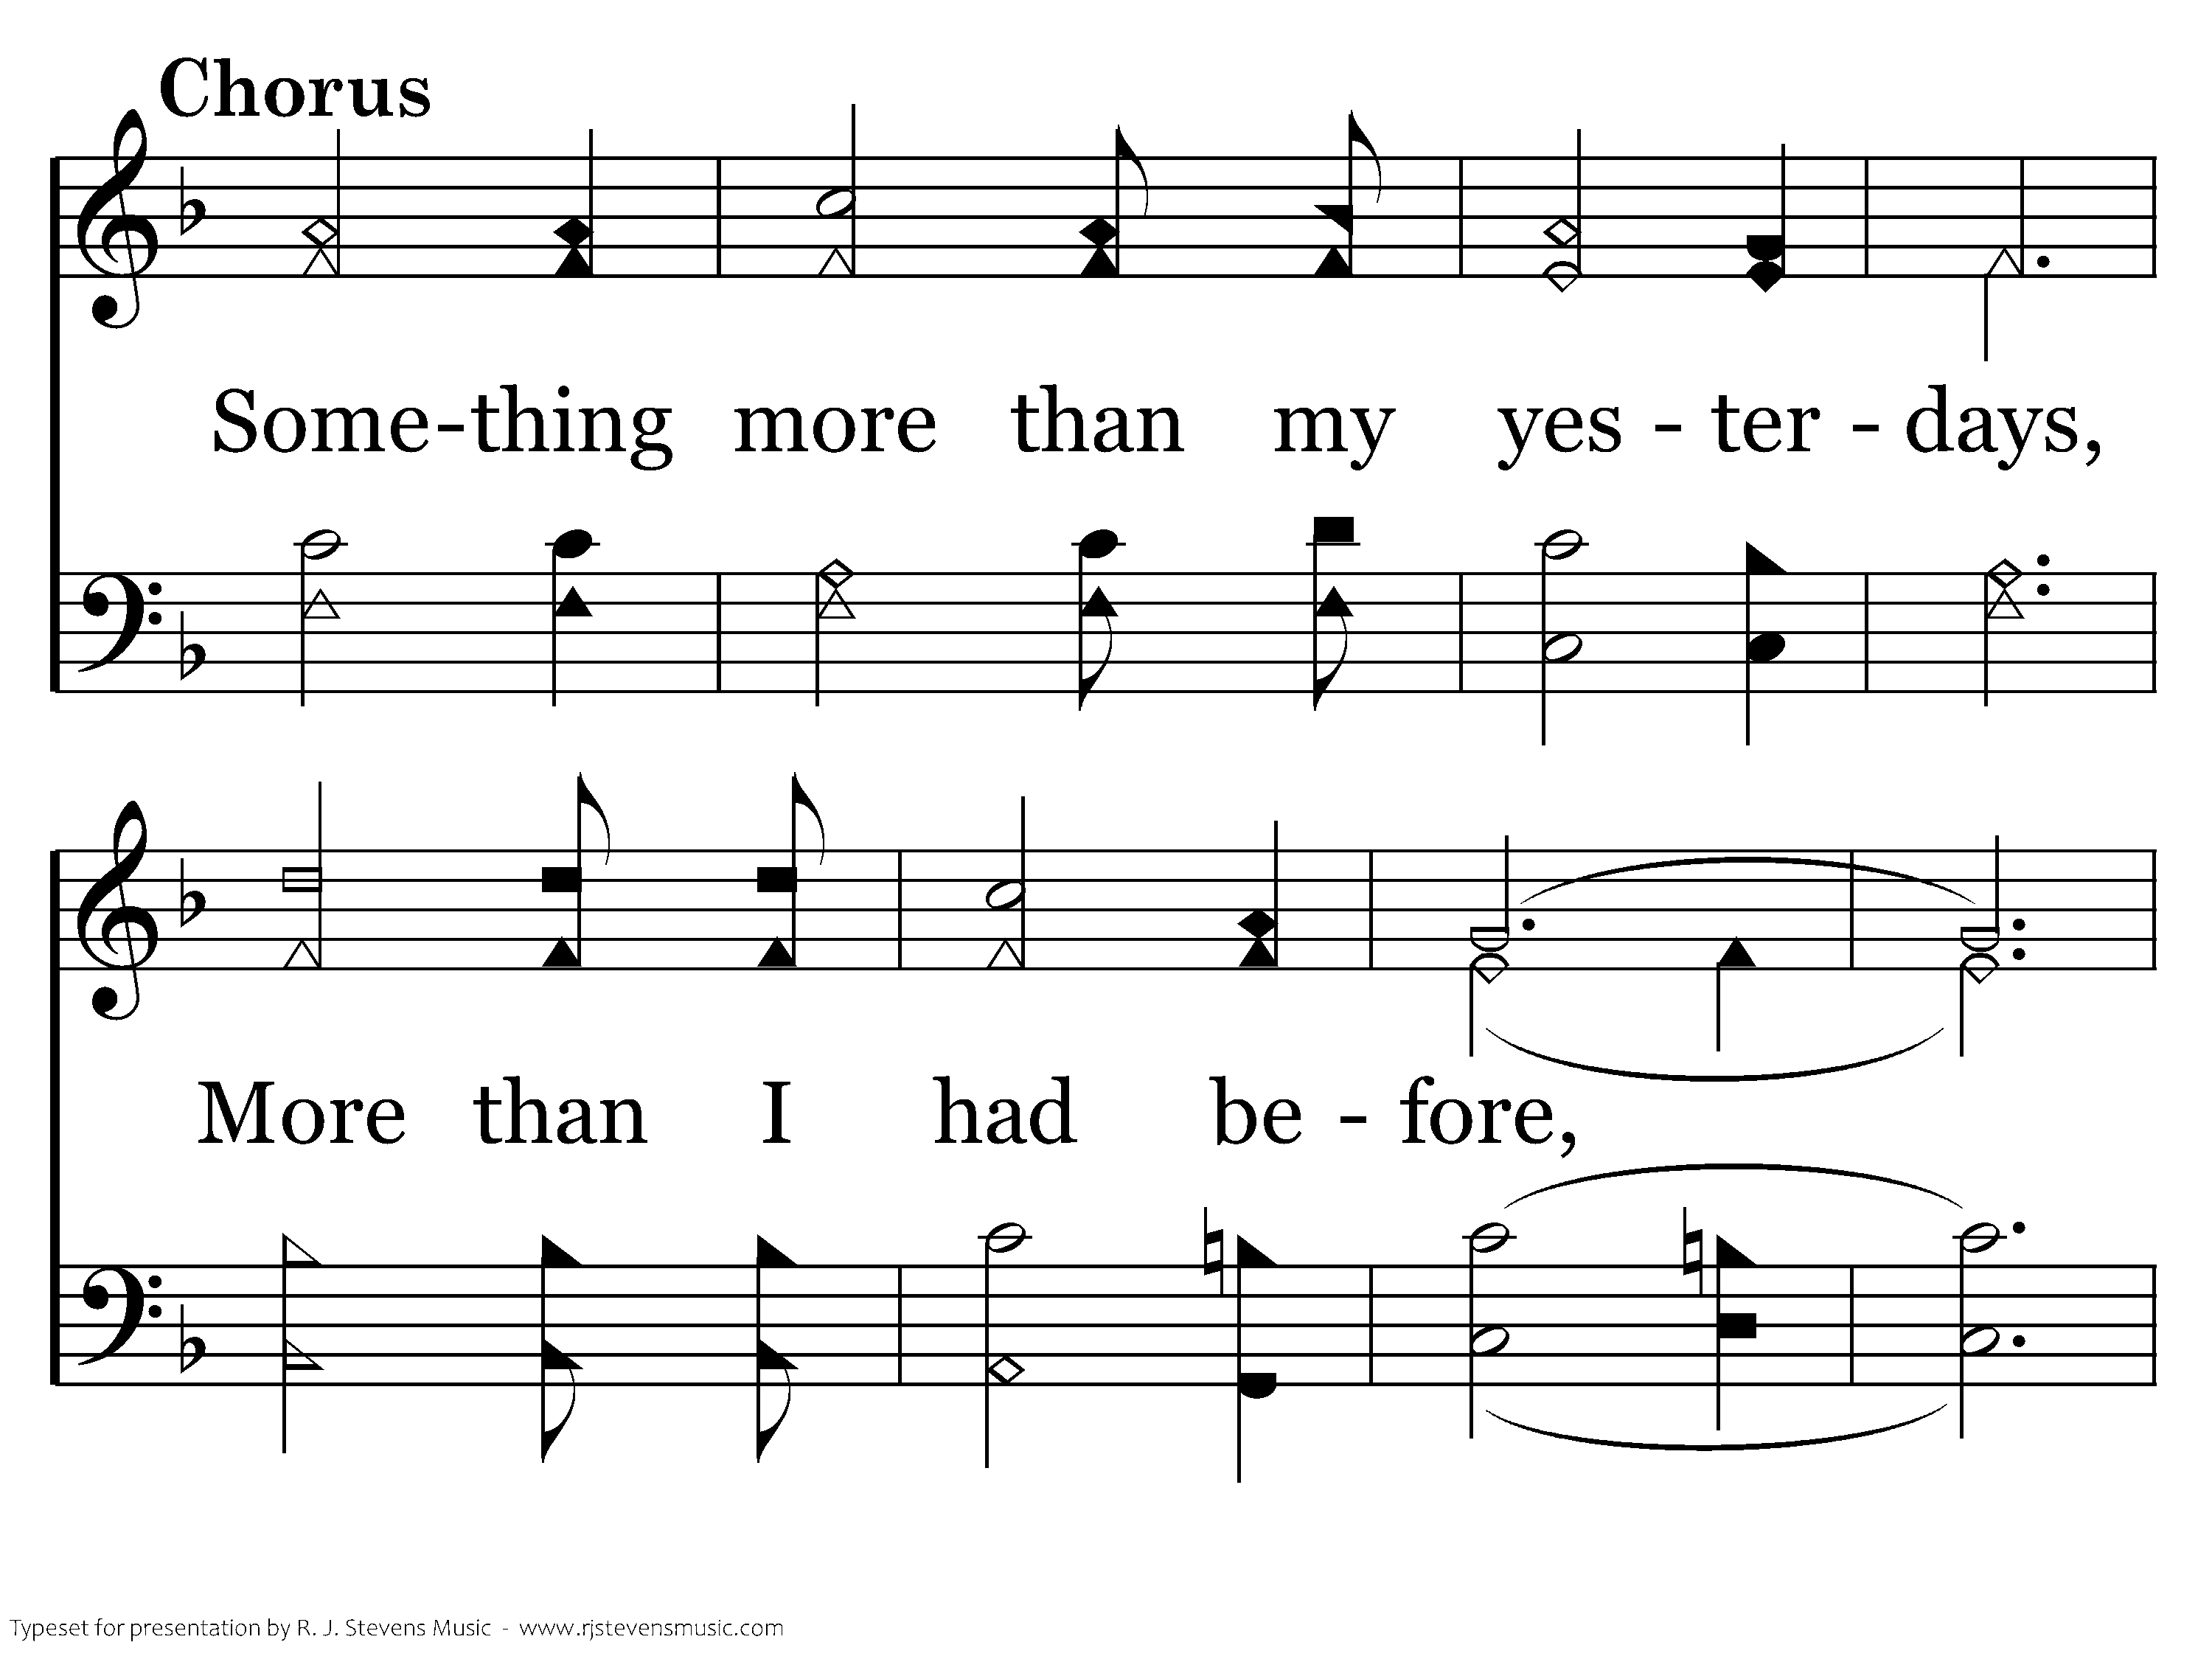 Chorus
Some-thing more than my yes - ter - days,
More than I had be - fore,
Typeset for presentation by R. J. Stevens Music - www.rjstevensmusic.com